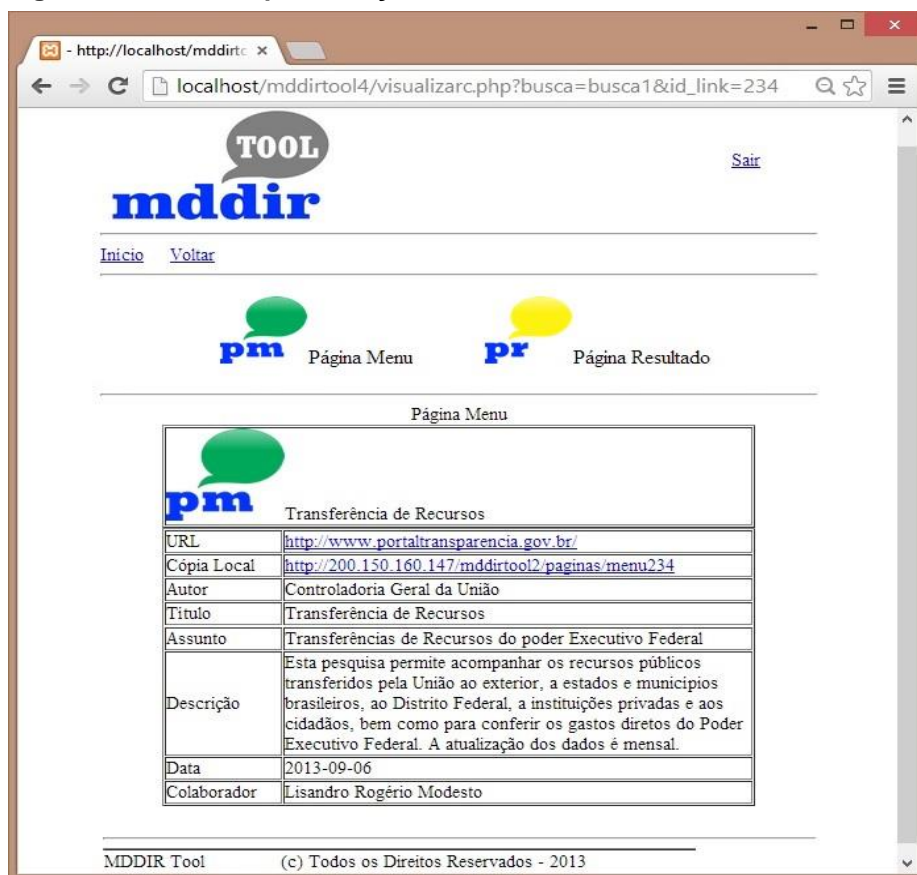 - http://localhost/mddirtc
localhost/mddirtool4/visualizarc.php?busca=busca1&id_link=234
TOOL
mddir
Sair
Inicio Voltar
pm Página Menu pr Página Resultado
Página Menu
pm Transferência de Recursos
URL http://www.portaltransparencia.gov.br/
Cópia Local http://200.150.160.147/mddirtool2/paginas/menu234
Autor Controladoria Geral da União
Titulo Transferência de Recursos
Assunto Transferências de Recursos do poder Executivo Federal
Descrição Esta pesquisa permite acompanhar os recursos públicos
transferidos pela União ao exterior, a estados e municipios
brasileiros, ao Distrito Federal, a instituições privadas e aos
cidadãos, bem como para conferir os gastos diretos do Poder
Executivo Federal. A atualização dos dados é mensal.
Data 2013-09-06
Colaborador Lisandro Rogério Modesto
MDDIR Tool (c) Todos os Direitos Reservados - 2013